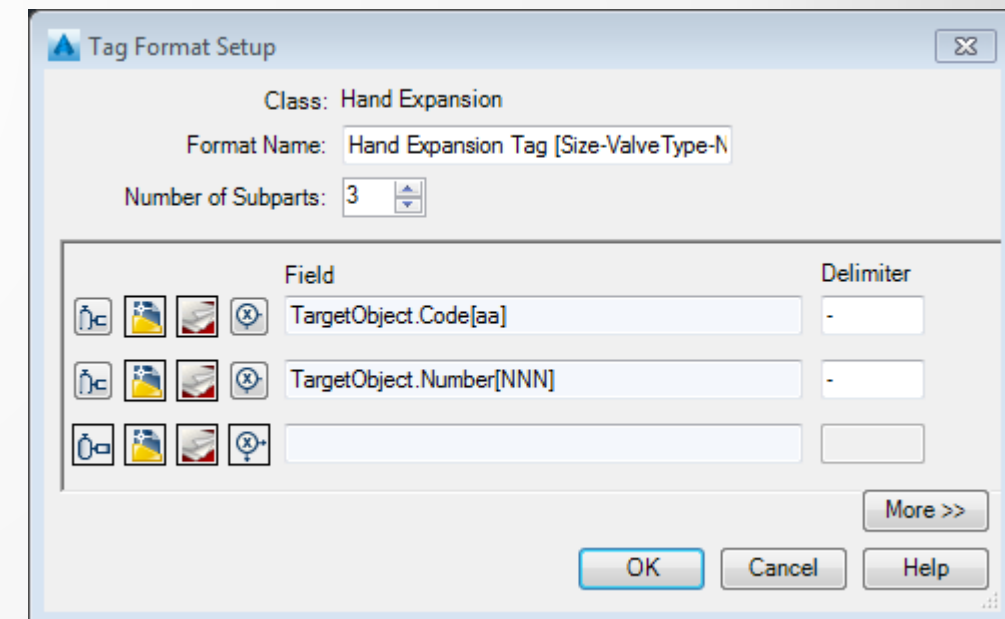 Tag Format Setup
Class: Hand Expansion
Format Name: Hand Expansion Tag [Size-ValveType-N
Number of Subparts: 3
Field Delimiter
TargetObject.Code[aa] -
TargetObject.Number[NNN] -
More >>
OK Cancel Help